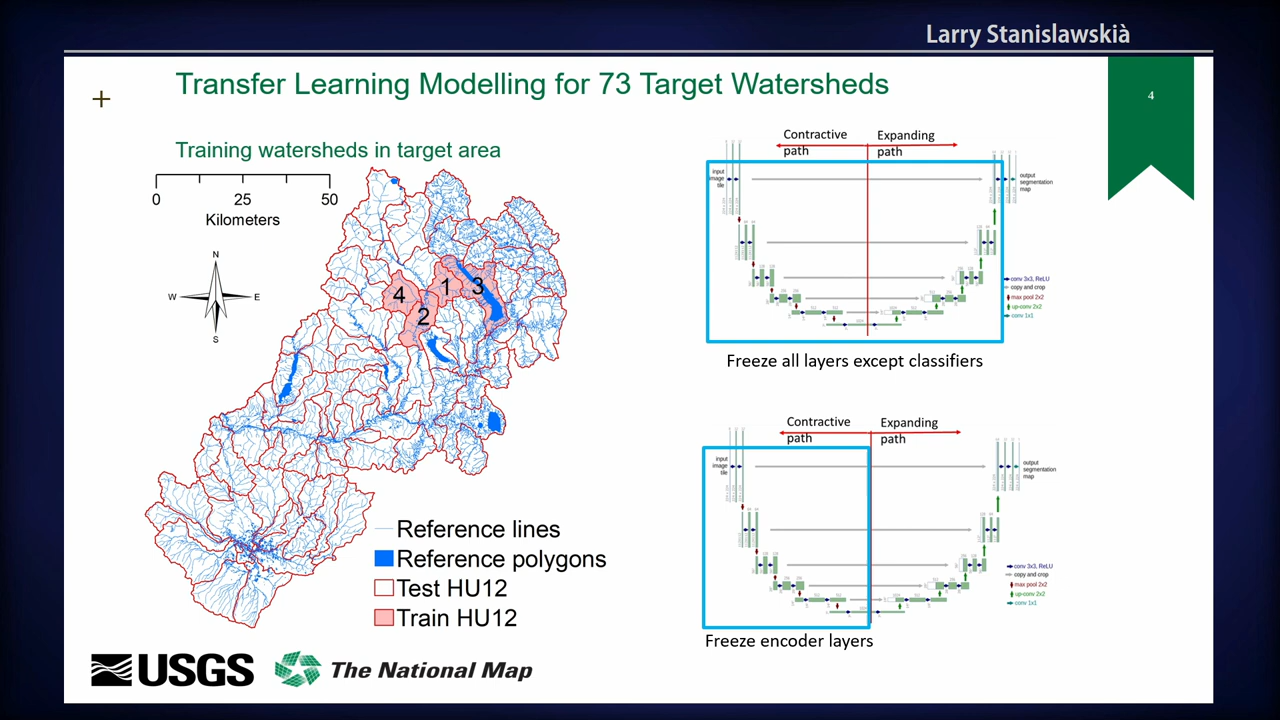 Larry Stanislawskià
Transfer Learning Modelling for 73 Target Watersheds
4
Training watersheds in target area
0 25 50
Kilometers
N
W E
S
4 1 3
2
Reference lines
Reference polygons
Test HU12
Train HU12
USGS
The National Map
Contractive path
Expanding path
input image tile
output segmentation map
conv 3x3, ReLU
copy and crop
max pool 2x2
up-conv 2x2
conv 1x1
Freeze all layers except classifiers
Contractive path
Expanding path
input image tile
output segmentation map
conv 3x3, ReLU
copy and crop
max pool 2x2
up-conv 2x2
conv 1x1
Freeze encoder layers